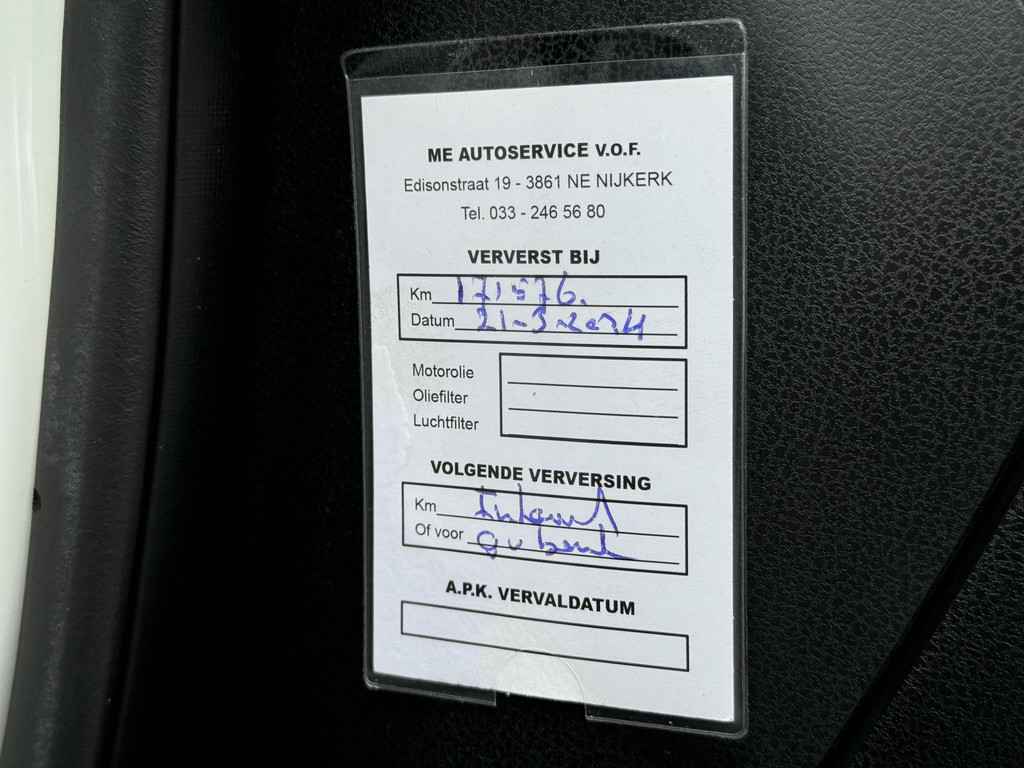 ME AUTOSERVICE V.O.F.
Edisonstraat 19 - 3861 NE NIJKERK
Tel. 033 - 246 56 80
VERVERST BIJ
Km 171576.
Datum 21-3-2024
Motorolie
Oliefilter
Luchtfilter
VOLGENDE VERVERSING
Km
Of voor
A.P.K. VERVALDATUM